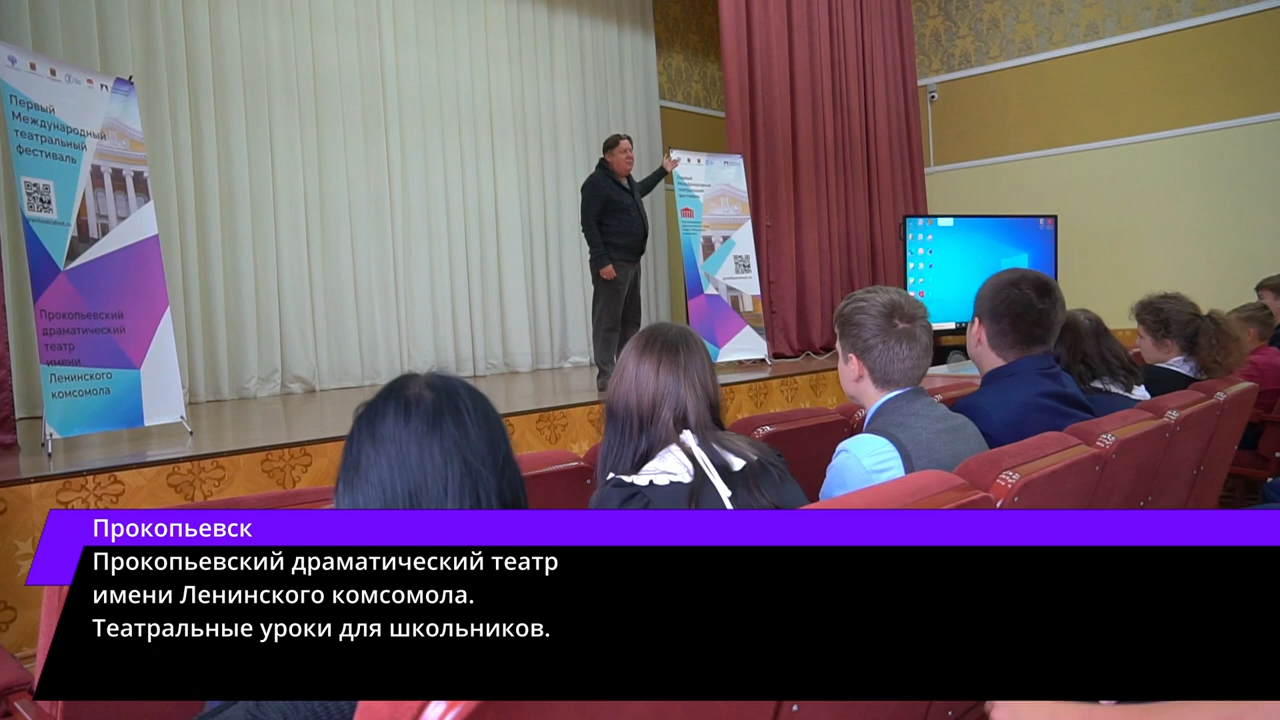 Первый
Международный
театральный
фестиваль
Прокопьевский
драматический
театр
имени
Ленинского
комсомола
Прокопьевск
Прокопьевский драматический театр
имени Ленинского комсомола.
Театральные уроки для школьников.